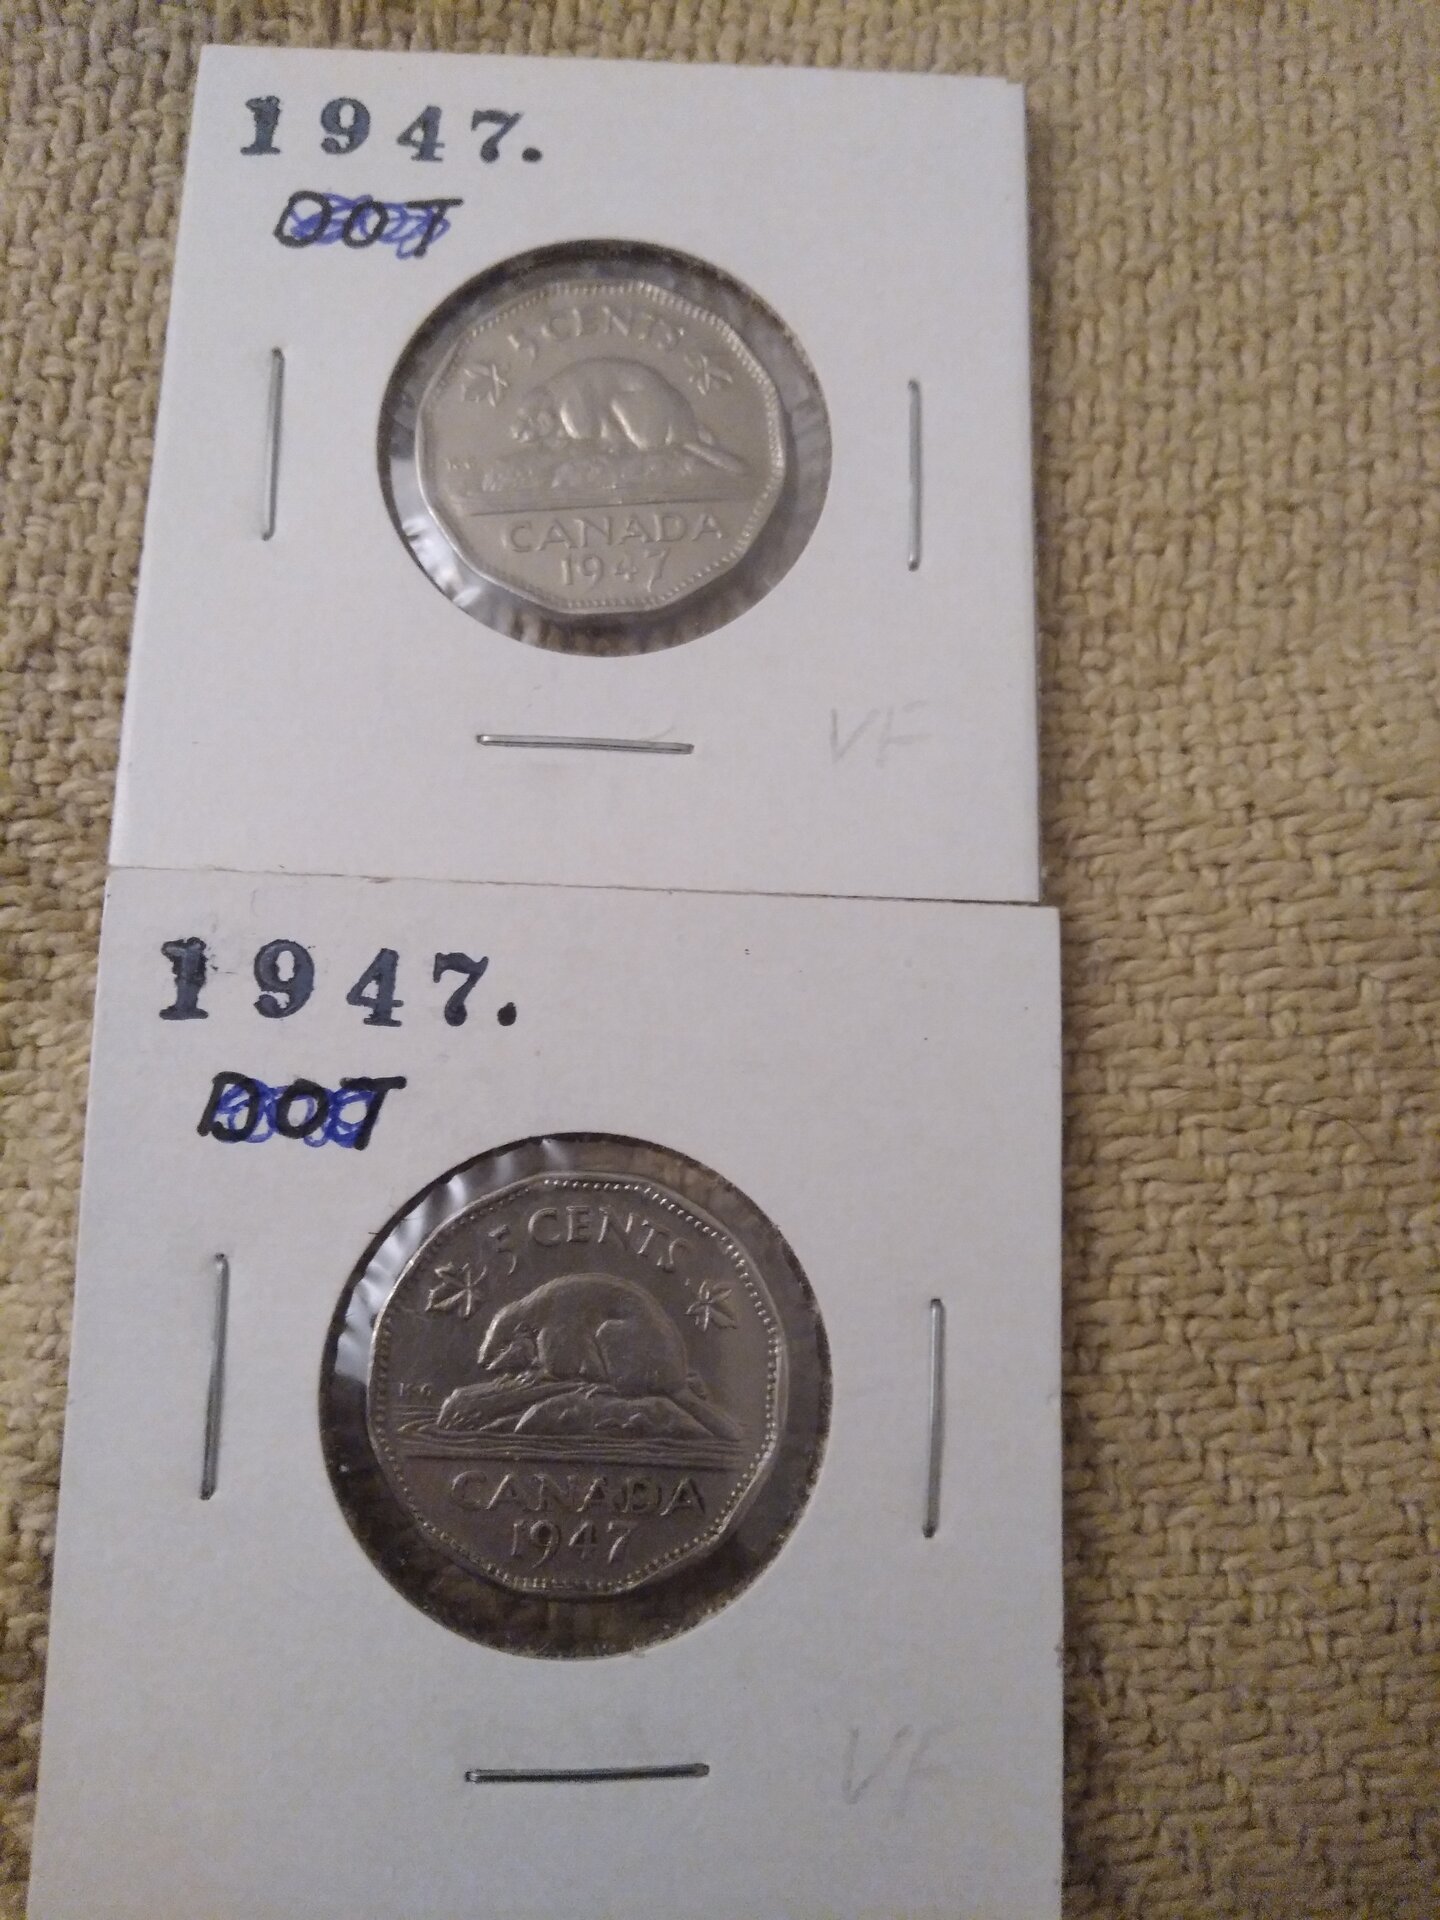 1947.
DOT
5 CENTS
CANADA
1947
VF
1947.
DOT
5 CENTS
K G
CANADA
1947
VF